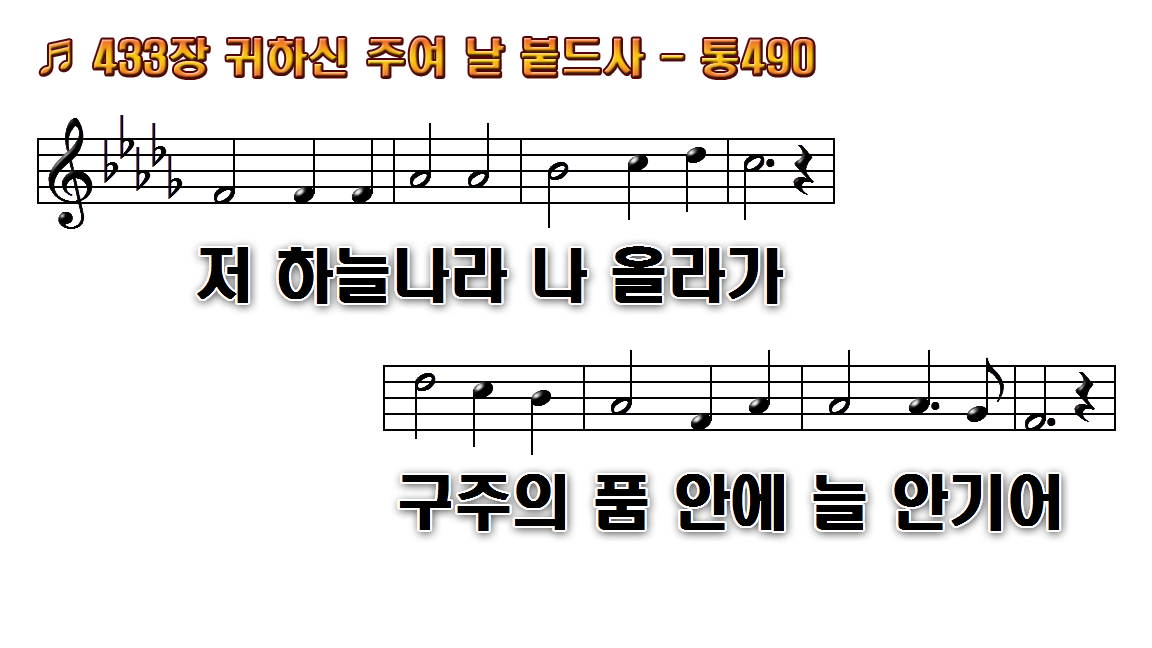 ♬ 433장 귀하신 주여 날 붙드사 - 통490
저 하늘나라 나 올라가
구주의 품 안에 늘 안기어